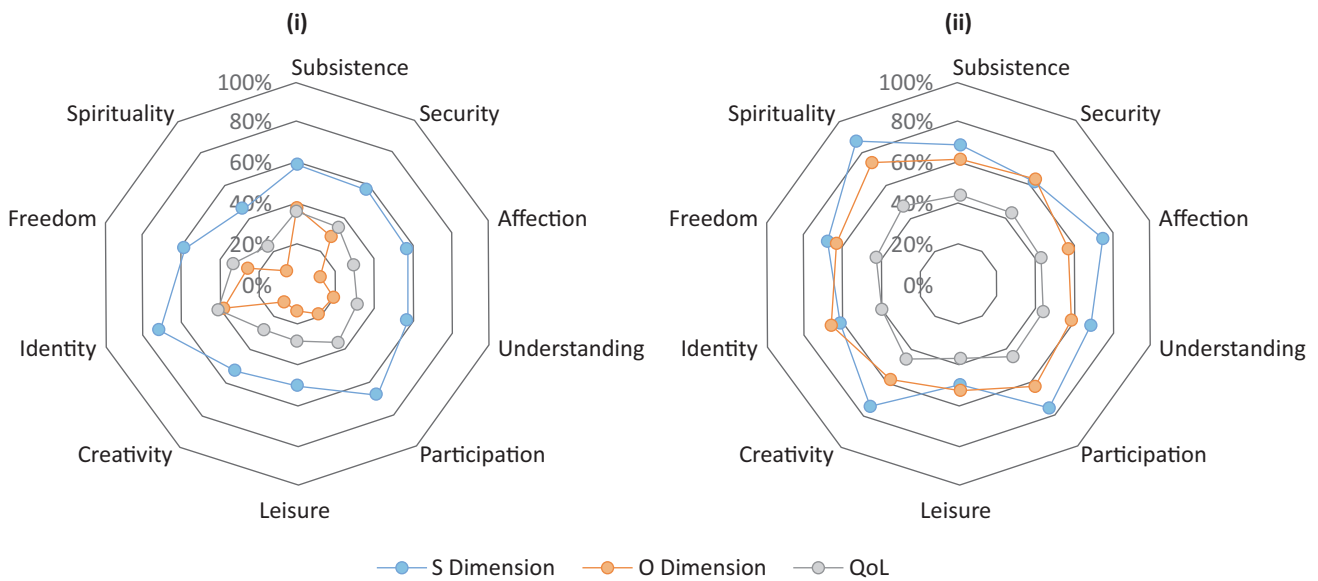 (i)
Subsistence
100%
Security
Spirituality
80%
60%
40%
Freedom
Affection
20%
0%
Identity
Understanding
Creativity
Participation
Leisure
(ii)
Subsistence
100%
Security
Spirituality
80%
60%
40%
Freedom
Affection
20%
0%
Identity
Understanding
Creativity
Participation
Leisure
S Dimension O Dimension QoL